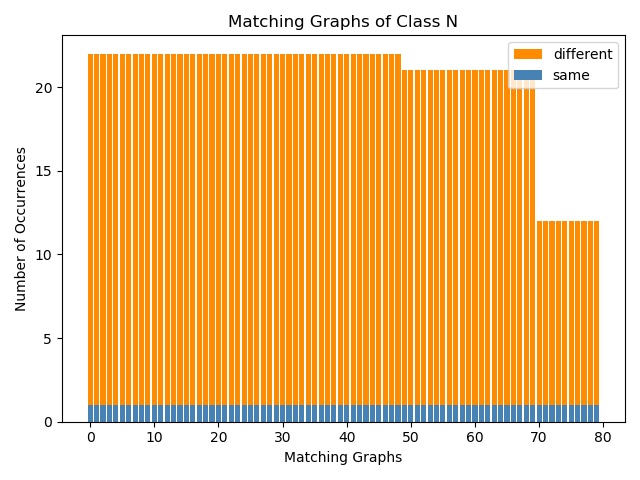 Matching Graphs of Class N
different
same
Number of Occurrences
20
15
10
5
0
0 10 20 30 40 50 60 70 80
Matching Graphs